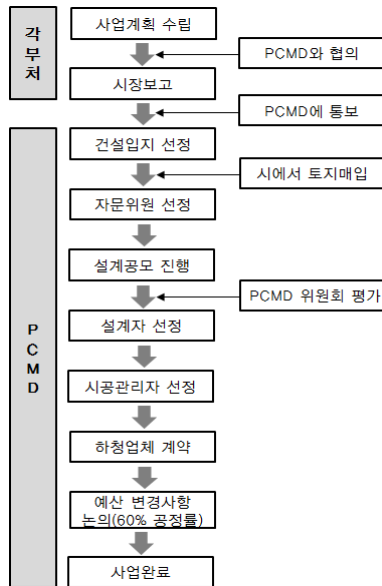 각
부
처
사업계획 수립
PCMD와 협의
시장보고
PCMD에 통보
P
C
M
D
건설입지 선정
시에서 토지매입
자문위원 선정
설계공모 진행
PCMD 위원회 평가
설계자 선정
시공관리자 선정
하청업체 계약
예산 변경사항
논의(60% 공정률)
사업완료